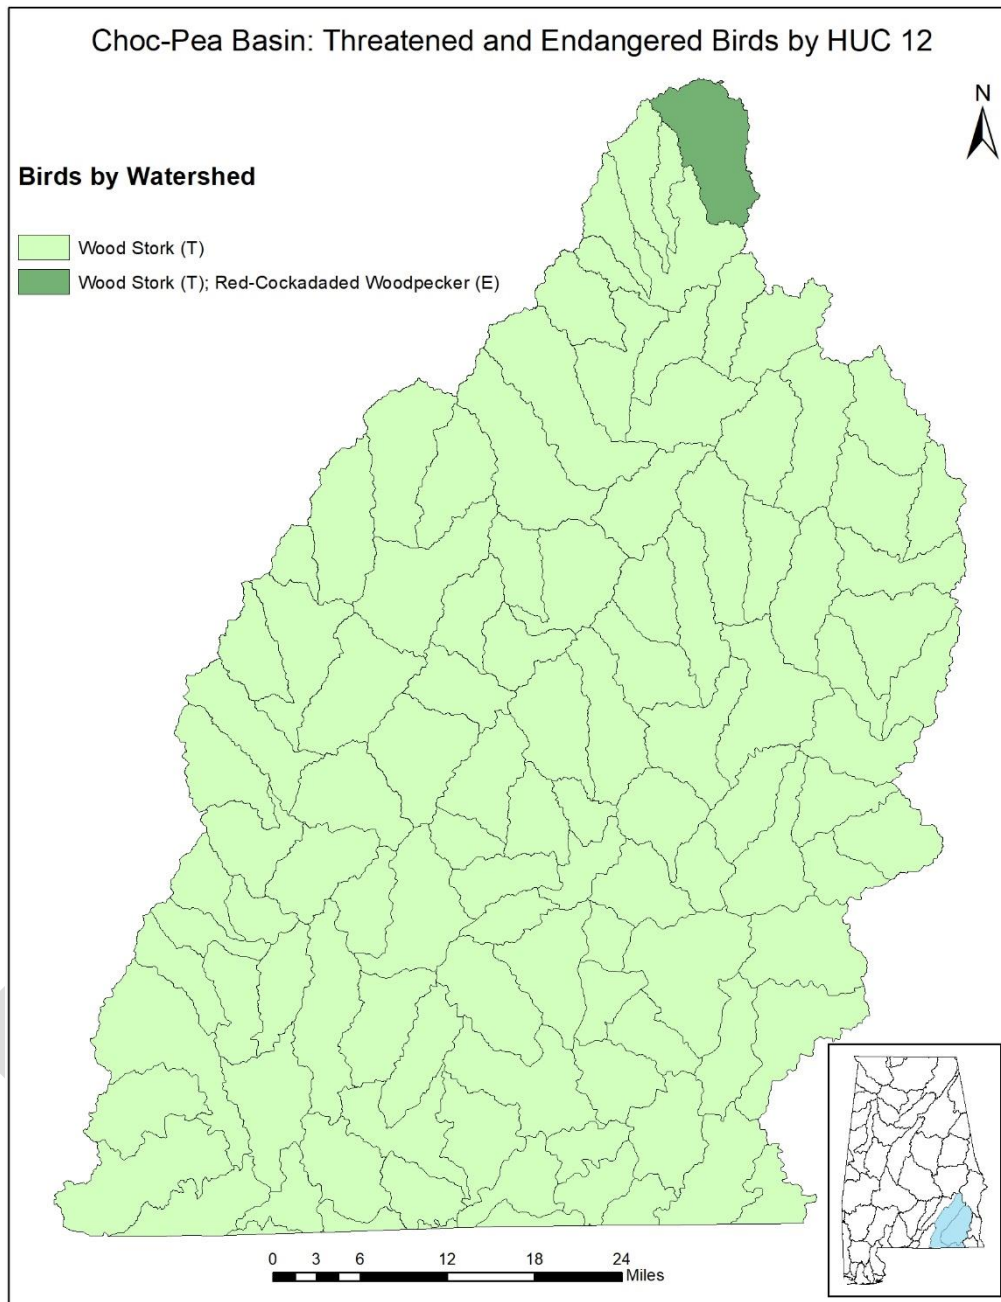 Choc-Pea Basin: Threatened and Endangered Birds by HUC 12
N
Birds by Watershed
Wood Stork (T)
Wood Stork (T); Red-Cockadaded Woodpecker (E)
0 3 6 12 18 24
Miles